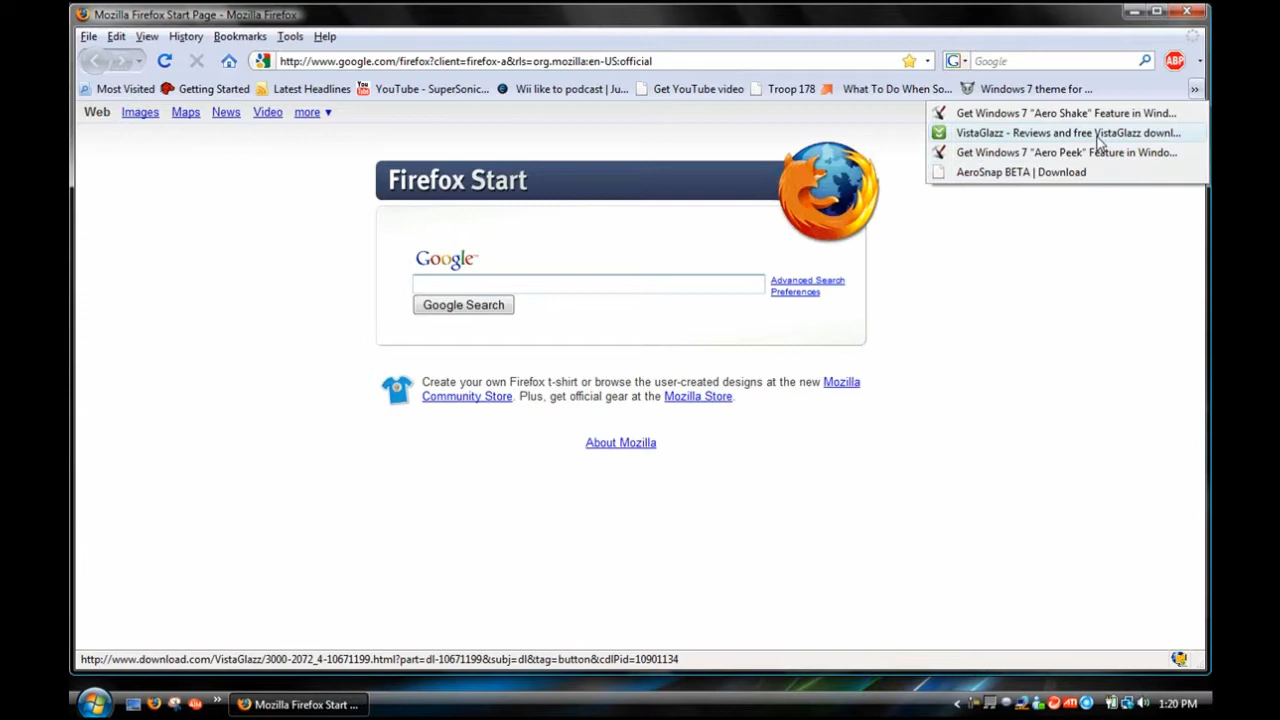 Mozilla Firefox Start Page - Mozilla Firefox
File Edit View History Bookmarks Tools Help
http://www.google.com/firefox?client=firefox-a&rls=org.mozilla:en-US:official
Google
ABP
Most Visited Getting Started Latest Headlines YouTube - SuperSonic... Wii like to podcast | Ju... Get YouTube video Troop 178 What To Do When So... Windows 7 theme for ... »
Web Images Maps News Video more ▼
Get Windows 7 "Aero Shake" Feature in Wind...
VistaGlazz - Reviews and free VistaGlazz downl...
Get Windows 7 "Aero Peek" Feature in Windo...
AeroSnap BETA | Download
Firefox Start
Google™
Advanced Search
Preferences
Google Search
Create your own Firefox t-shirt or browse the user-created designs at the new Mozilla
Community Store. Plus, get official gear at the Mozilla Store.
About Mozilla
http://www.download.com/VistaGlazz/3000-2072_4-10671199.html?part=dl-10671199&subj=dl&tag=button&cdlPid=10901134
» Mozilla Firefox Start ... 1:20 PM